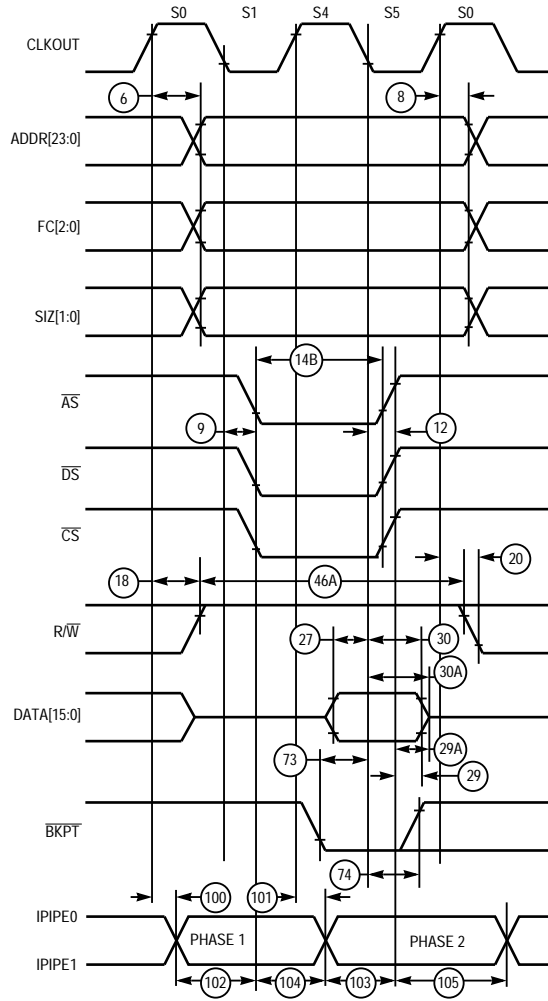 S0 S1 S4 S5 S0
CLKOUT
6 8
ADDR[23:0]
FC[2:0]
SIZ[1:0]
14B
AS
9 12
DS
CS
18 46A 20
R/W
27 30
30A
DATA[15:0]
29A
73 29
BKPT
74
100 101
IPIPE0
PHASE 1 PHASE 2
IPIPE1
102 104 103 105